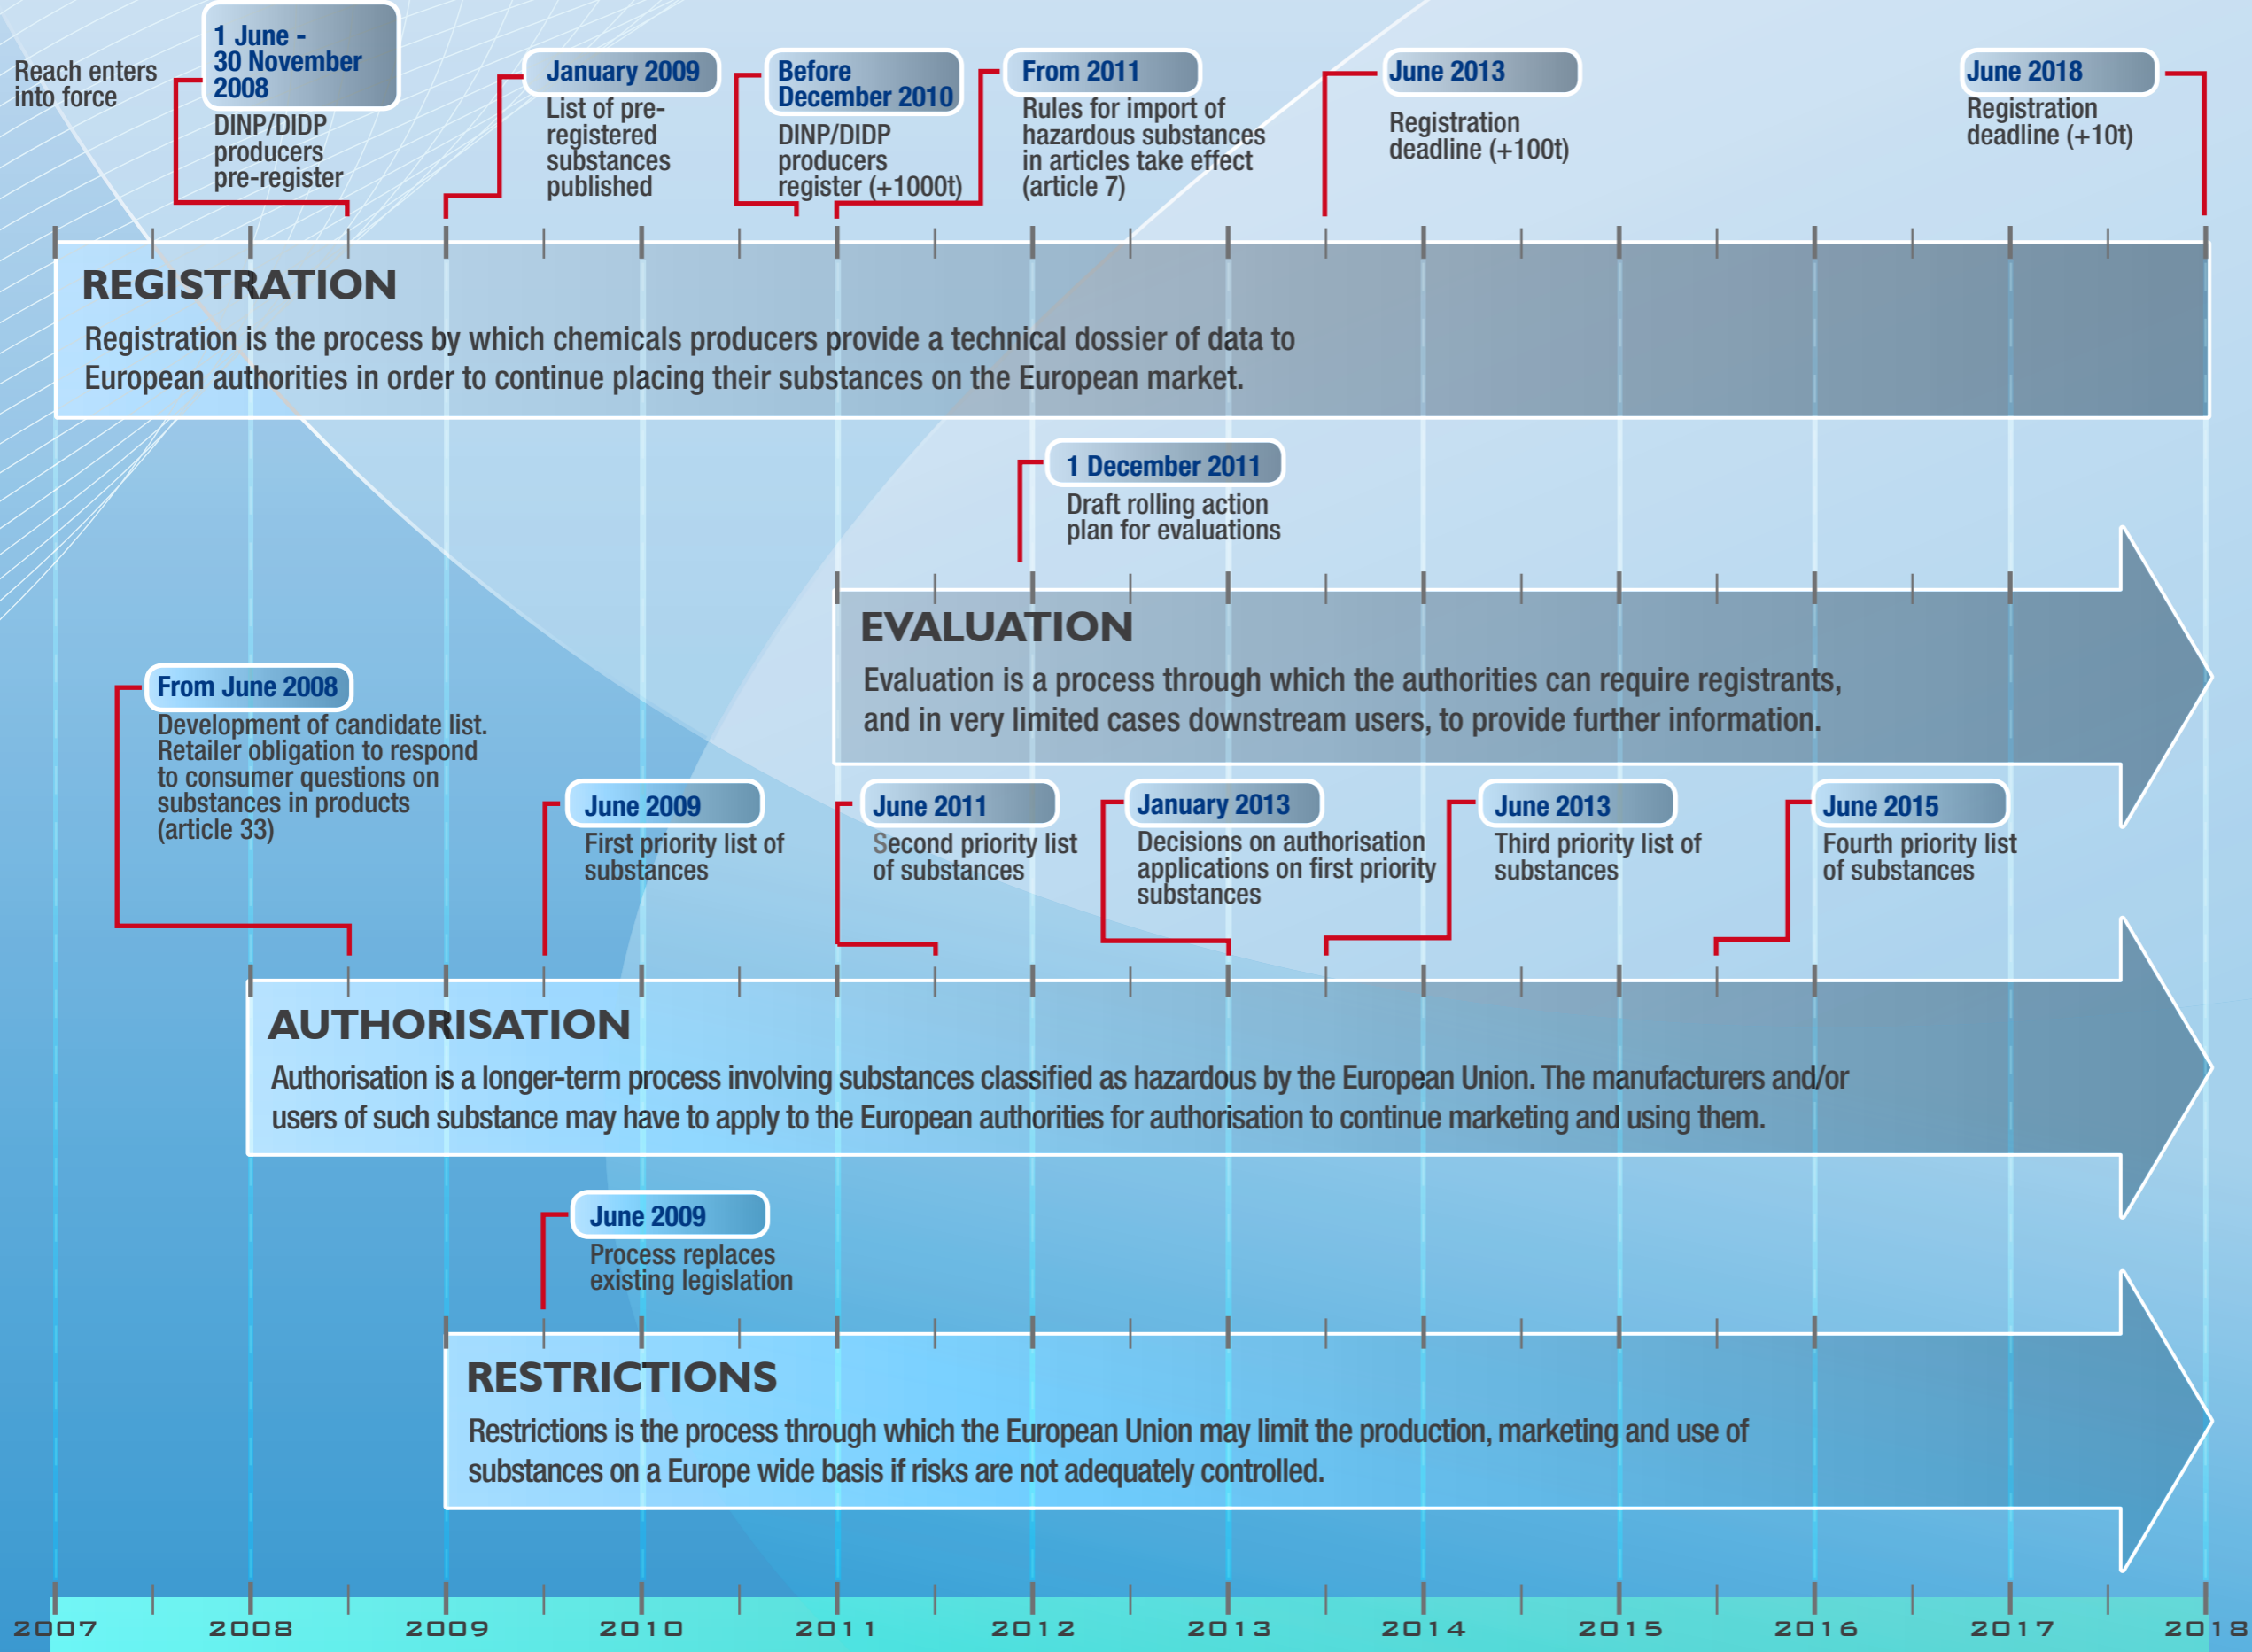 Reach enters
into force
1 June -
30 November
2008
DINP/DIDP
producers
pre-register
January 2009
List of pre-
registered
substances
published
Before
December 2010
DINP/DIDP
producers
register (+1000t)
From 2011
Rules for import of
hazardous substances
in articles take effect
(article 7)
June 2013
Registration
deadline (+100t)
June 2018
Registration
deadline (+10t)
REGISTRATION
Registration is the process by which chemicals producers provide a technical dossier of data to
European authorities in order to continue placing their substances on the European market.
1 December 2011
Draft rolling action
plan for evaluations
EVALUATION
Evaluation is a process through which the authorities can require registrants,
and in very limited cases downstream users, to provide further information.
From June 2008
Development of candidate list.
Retailer obligation to respond
to consumer questions on
substances in products
(article 33)
June 2009
First priority list of
substances
June 2011
Second priority list
of substances
January 2013
Decisions on authorisation
applications on first priority
substances
June 2013
Third priority list of
substances
June 2015
Fourth priority list
of substances
AUTHORISATION
Authorisation is a longer-term process involving substances classified as hazardous by the European Union. The manufacturers and/or
users of such substance may have to apply to the European authorities for authorisation to continue marketing and using them.
June 2009
Process replaces
existing legislation
RESTRICTIONS
Restrictions is the process through which the European Union may limit the production, marketing and use of
substances on a Europe wide basis if risks are not adequately controlled.
2007 2008 2009 2010 2011 2012 2013 2014 2015 2016 2017 2018